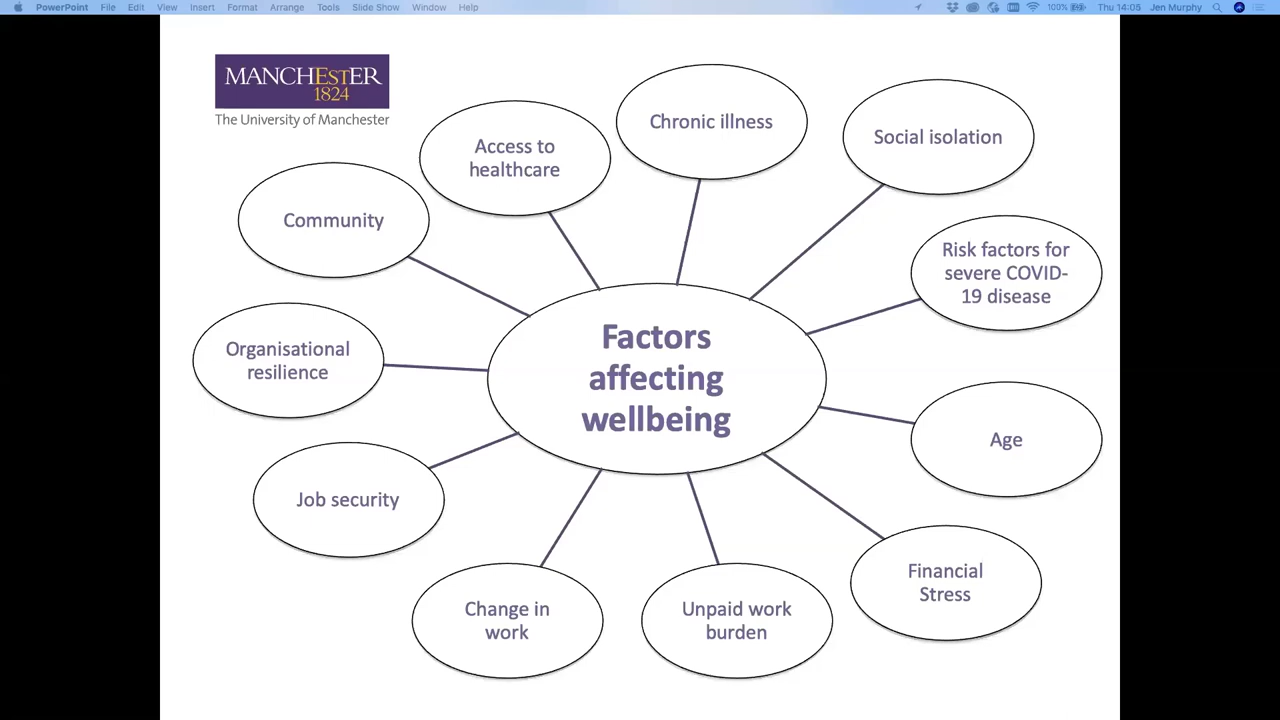 PowerPoint File Edit View Insert Format Arrange Tools Slide Show Window Help 100% Thu 14:05 Jen Murphy
MANCHESTER
1824
The University of Manchester
Chronic illness
Social isolation
Access to
healthcare
Community
Risk factors for
severe COVID-
19 disease
Organisational
resilience
Factors
affecting
wellbeing
Age
Job security
Financial
Stress
Change in
work
Unpaid work
burden